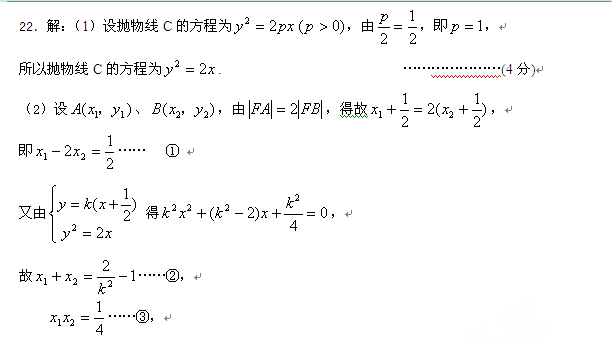 22．解：（1）设抛物线 C 的方程为 y² = 2px (p > 0)，由 p/2 = 1/2，即 p = 1，
所以抛物线 C 的方程为 y² = 2x．…………………(4 分)
（2）设 A(x₁，y₁)、B(x₂，y₂)，由|FA| = 2|FB|，得故 x₁ + 1/2 = 2(x₂ + 1/2)，
即 x₁ − 2x₂ = 1/2 …… ①
又由 { y = k(x + 1/2) y² = 2x 得 k²x² + (k² − 2)x + k²/4 = 0，
故 x₁ + x₂ = 2/k² − 1 ……②，
x₁x₂ = 1/4 ……③，